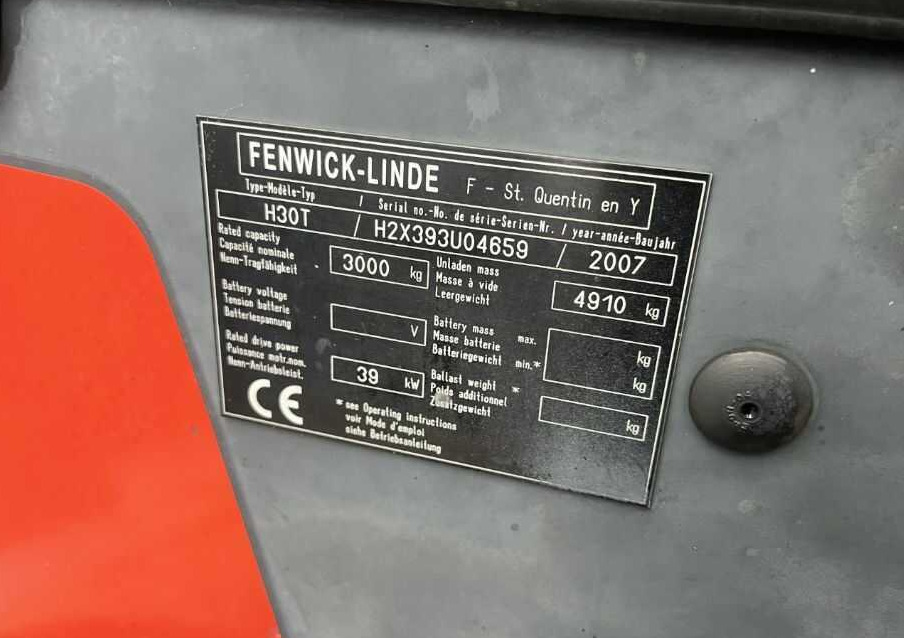 FENWICK-LINDE F - St. Quentin en Y
Type-Modèle-Typ / Serial no.-No. de série-Serien-Nr. / year-année-Baujahr
H30T / H2X393U04659 / 2007
Rated capacity
Capacité nominale
Nenn-Tragfähigkeit
3000 kg
Unladen mass
Masse à vide
Leergewicht
4910 kg
Battery voltage
Tension batterie
Batteriespannung
V
Battery mass max.
Masse batterie
Batteriegewicht min.*
kg
kg
Rated drive power
Puissance motr.nom.
Nenn-Antriebsleist.
39 kW
Ballast weight *
Poids additionnel
Zusatzgewicht
kg
CE
* see Operating instructions
voir Mode d'emploi
siehe Betriebsanleitung